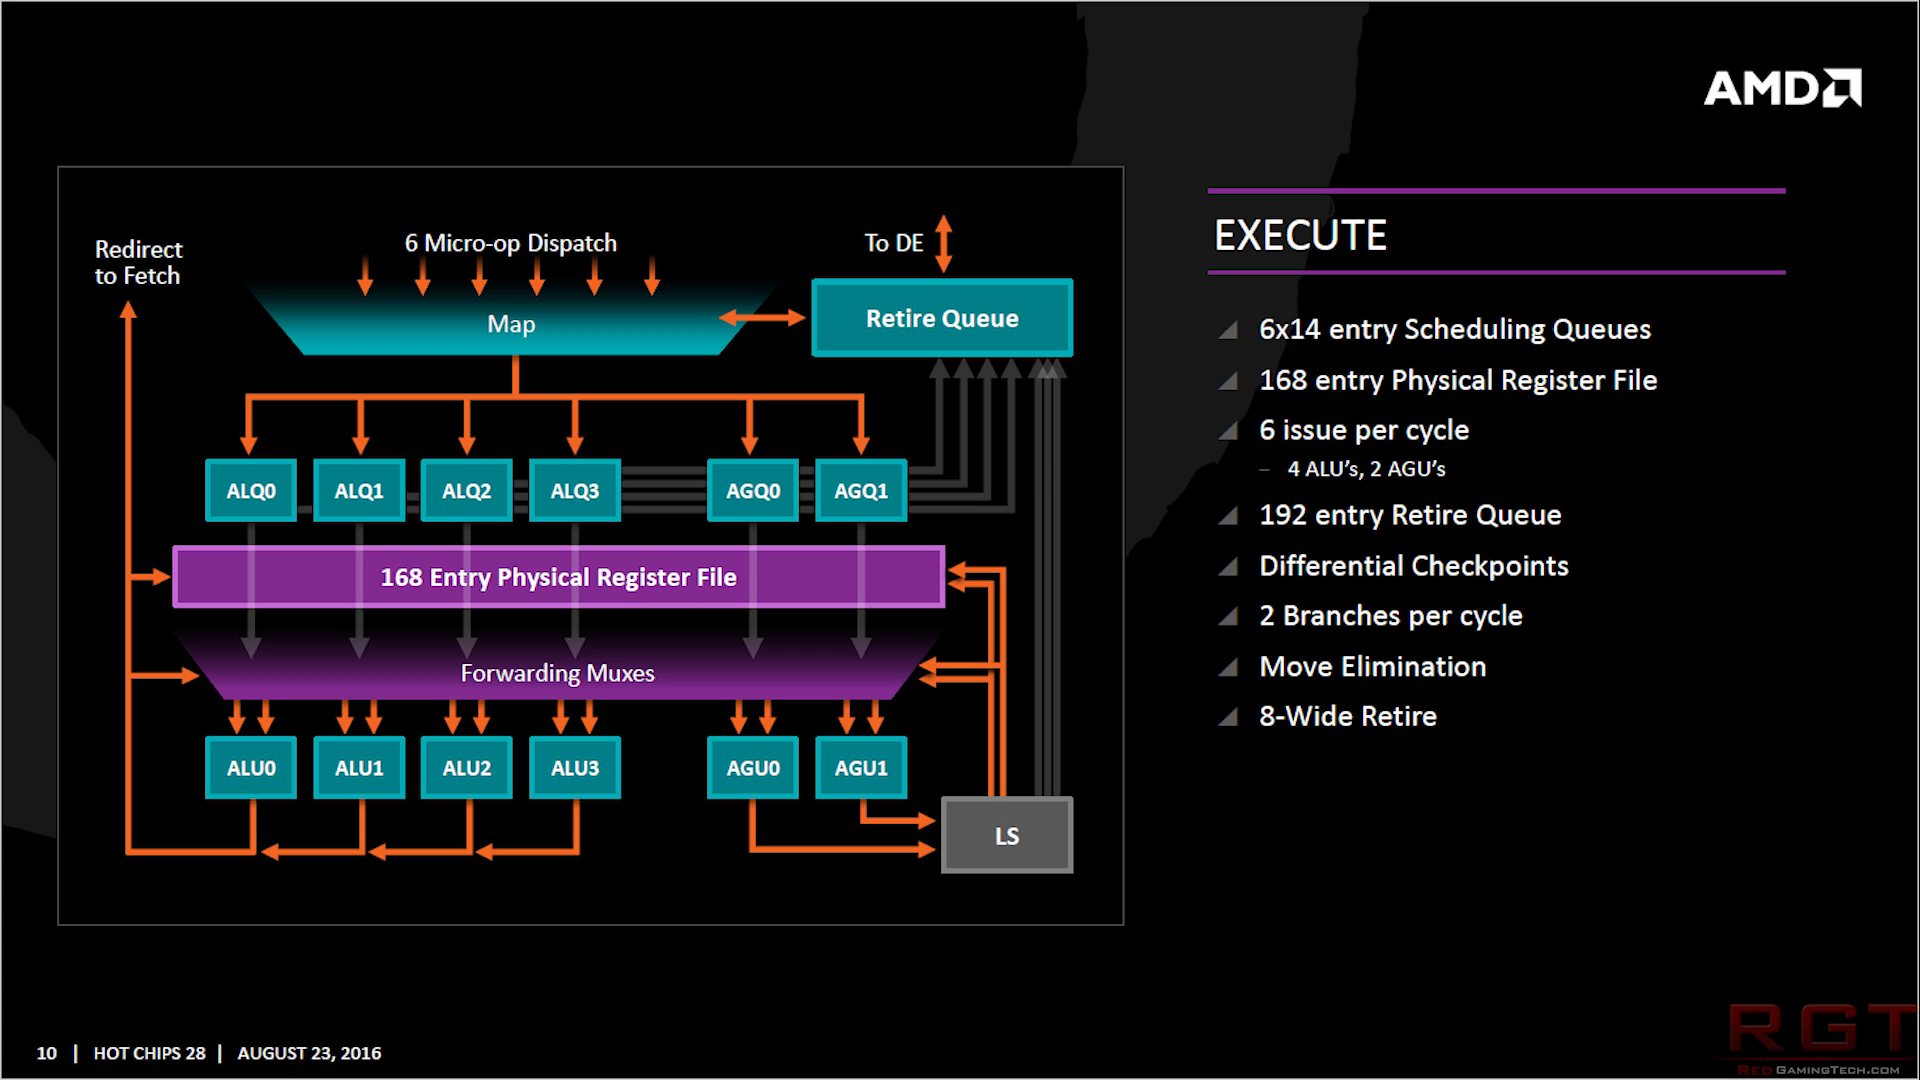 AMD
Redirect
to Fetch
6 Micro-op Dispatch
To DE
Map
Retire Queue
ALQ0 ALQ1 ALQ2 ALQ3 AGQ0 AGQ1
168 Entry Physical Register File
Forwarding Muxes
ALU0 ALU1 ALU2 ALU3 AGU0 AGU1
LS
EXECUTE
6x14 entry Scheduling Queues
168 entry Physical Register File
6 issue per cycle
– 4 ALU's, 2 AGU's
192 entry Retire Queue
Differential Checkpoints
2 Branches per cycle
Move Elimination
8-Wide Retire
10 | HOT CHIPS 28 | AUGUST 23, 2016
RGT
REDGAMINGTECH.COM